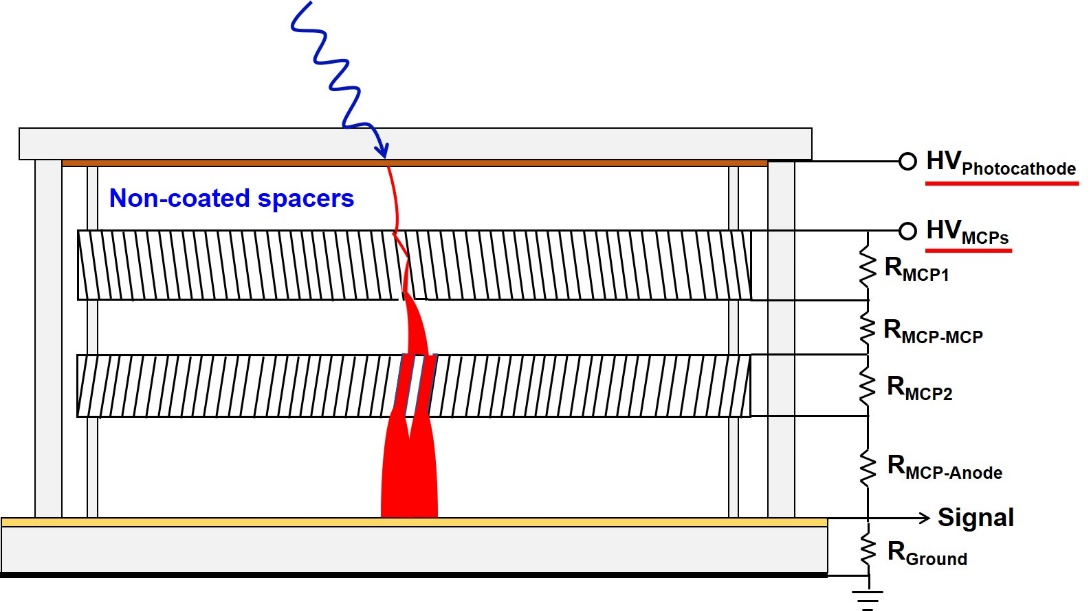 HVPhotocathode
Non-coated spacers
HVMCPs
RMCP1
RMCP-MCP
RMCP2
RMCP-Anode
Signal
RGround